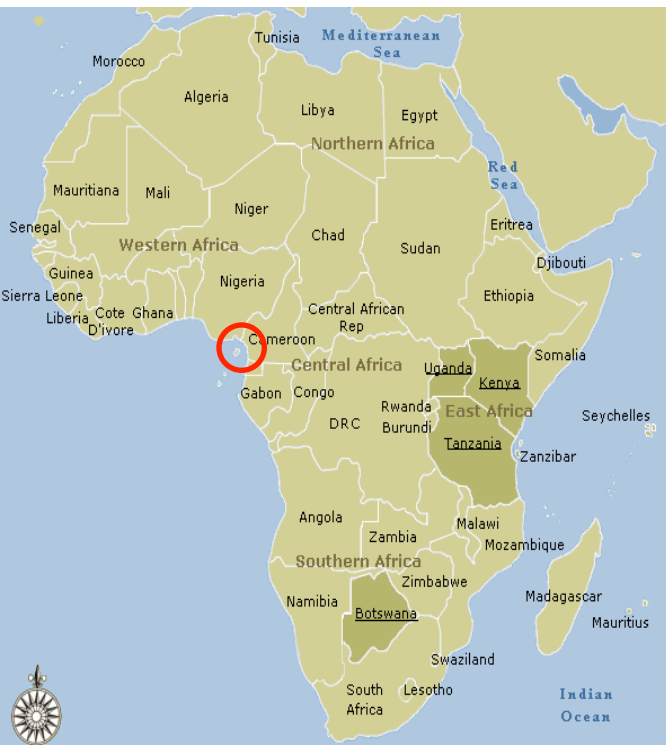 Tunisia
Mediterranean
Sea
Morocco
Algeria
Libya
Egypt
Northern Africa
Red
Sea
Mauritiana
Mali
Niger
Senegal
Chad
Eritrea
Western Africa
Sudan
Djibouti
Guinea
Nigeria
Sierra Leone
Ethiopia
Liberia
Cote
D'ivore
Ghana
Central African
Rep
Cameroon
Somalia
Central Africa
Uganda
Kenya
Gabon
Congo
Rwanda
East Africa
Seychelles
DRC
Burundi
Tanzania
Zanzibar
Angola
Malawi
Zambia
Mozambique
Southern Africa
Zimbabwe
Namibia
Botswana
Madagascar
Mauritius
Swaziland
South
Africa
Lesotho
Indian
Ocean